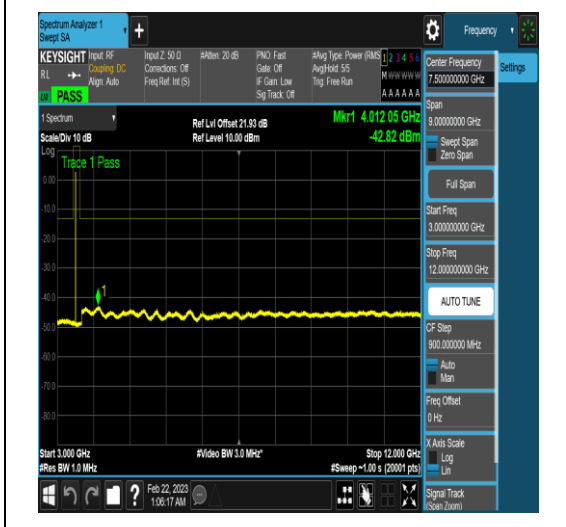 Spectrum Analyzer 1
Swept SA
+
Frequency
KEYSIGHT
Input: RF
Coupling: DC
Align: Auto
Input Z: 50 Ω
Corrections: Off
Freq Ref: Int (S)
#Atten: 20 dB
PNO: Fast
Gate: Off
IF Gain: Low
Sig Track: Off
#Avg Type: Power (RMS
Avg|Hold: 5/5
Trig: Free Run
1 2 3 4 5 6
M W W W W W
A A A A A A
RL
PASS
1 Spectrum
Scale/Div 10 dB
Ref Lvl Offset 21.93 dB
Ref Level 10.00 dBm
Mkr1 4.012 05 GHz
-42.82 dBm
Log
Trace 1 Pass
0.00
-10.0
-20.0
-30.0
-40.0
-50.0
-60.0
-70.0
-80.0
1
Start 3.000 GHz
#Res BW 1.0 MHz
#Video BW 3.0 MHz*
Stop 12.000 GHz
#Sweep ~1.00 s (20001 pts)
?
Feb 22, 2023
1:06:17 AM
Center Frequency
7.500000000 GHz
Settings
Span
9.00000000 GHz
Swept Span
Zero Span
Full Span
Start Freq
3.000000000 GHz
Stop Freq
12.000000000 GHz
AUTO TUNE
CF Step
900.000000 MHz
Auto
Man
Freq Offset
0 Hz
X Axis Scale
Log
Lin
Signal Track
(Span Zoom)